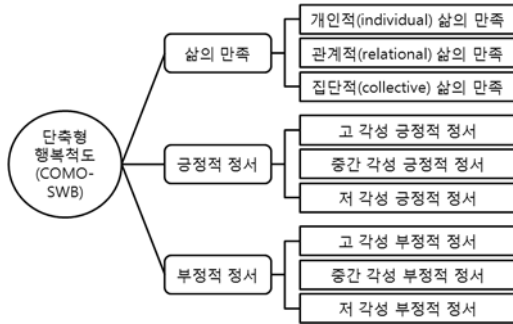 단축형
행복척도
(COMO-
SWB)
삶의 만족
개인적(individual) 삶의 만족
관계적(relational) 삶의 만족
집단적(collective) 삶의 만족
긍정적 정서
고 각성 긍정적 정서
중간 각성 긍정적 정서
저 각성 긍정적 정서
부정적 정서
고 각성 부정적 정서
중간 각성 부정적 정서
저 각성 부정적 정서